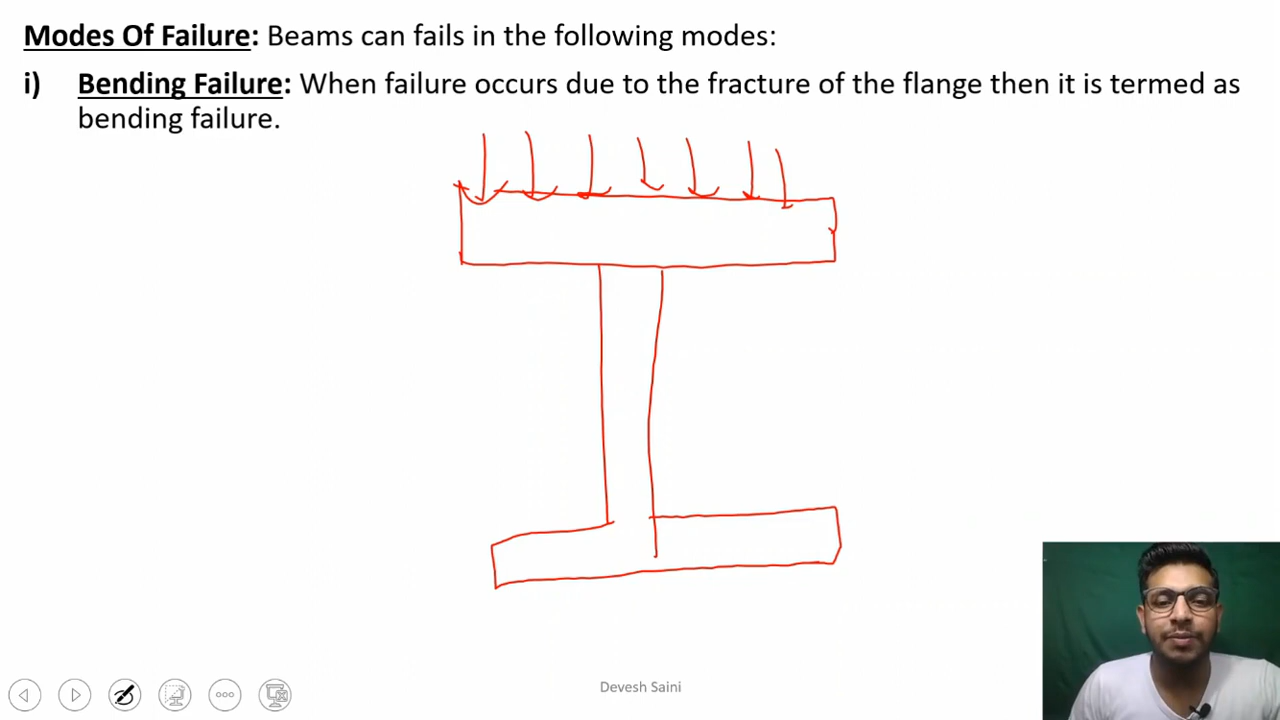 Modes Of Failure: Beams can fails in the following modes:
i) Bending Failure: When failure occurs due to the fracture of the flange then it is termed as
bending failure.
Devesh Saini